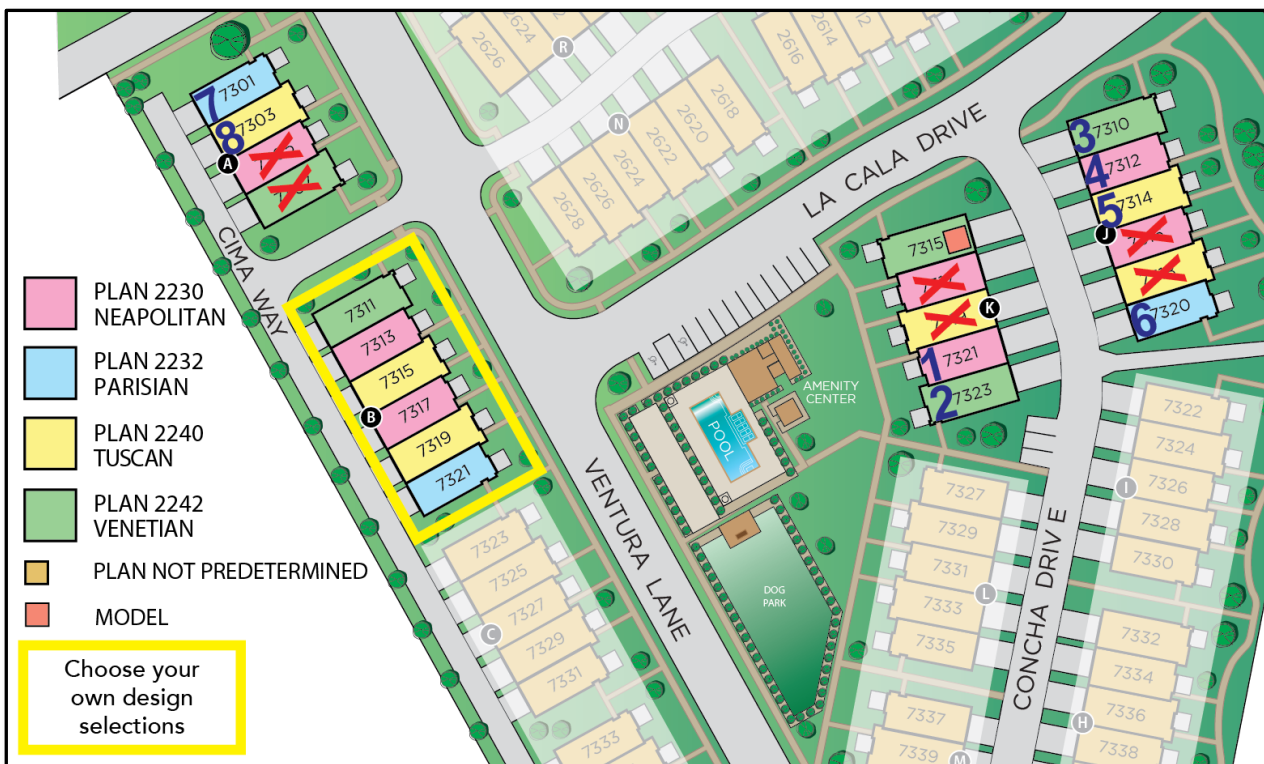 2626
2624
R
2616
2614
12
N
2618
2620
2622
2624
2626
2628
LA CALA DRIVE
7
7301
8
7303
A
CIMA WAY
3
7310
4
7312
5
7314
J
6
7320
7315
K
1
7321
2
7323
PLAN 2230
NEAPOLITAN
PLAN 2232
PARISIAN
PLAN 2240
TUSCAN
PLAN 2242
VENETIAN
PLAN NOT PREDETERMINED
MODEL
Choose your
own design
selections
7311
7313
7315
7317
B
7319
7321
AMENITY
CENTER
POOL
VENTURA LANE
DOG
PARK
7323
7325
7327
C
7329
7331
7333
7327
7329
7331
L
7333
7335
7337
7339
M
CONCHA DRIVE
7322
7324
I
7326
7328
7330
7332
7334
7336
H
7338